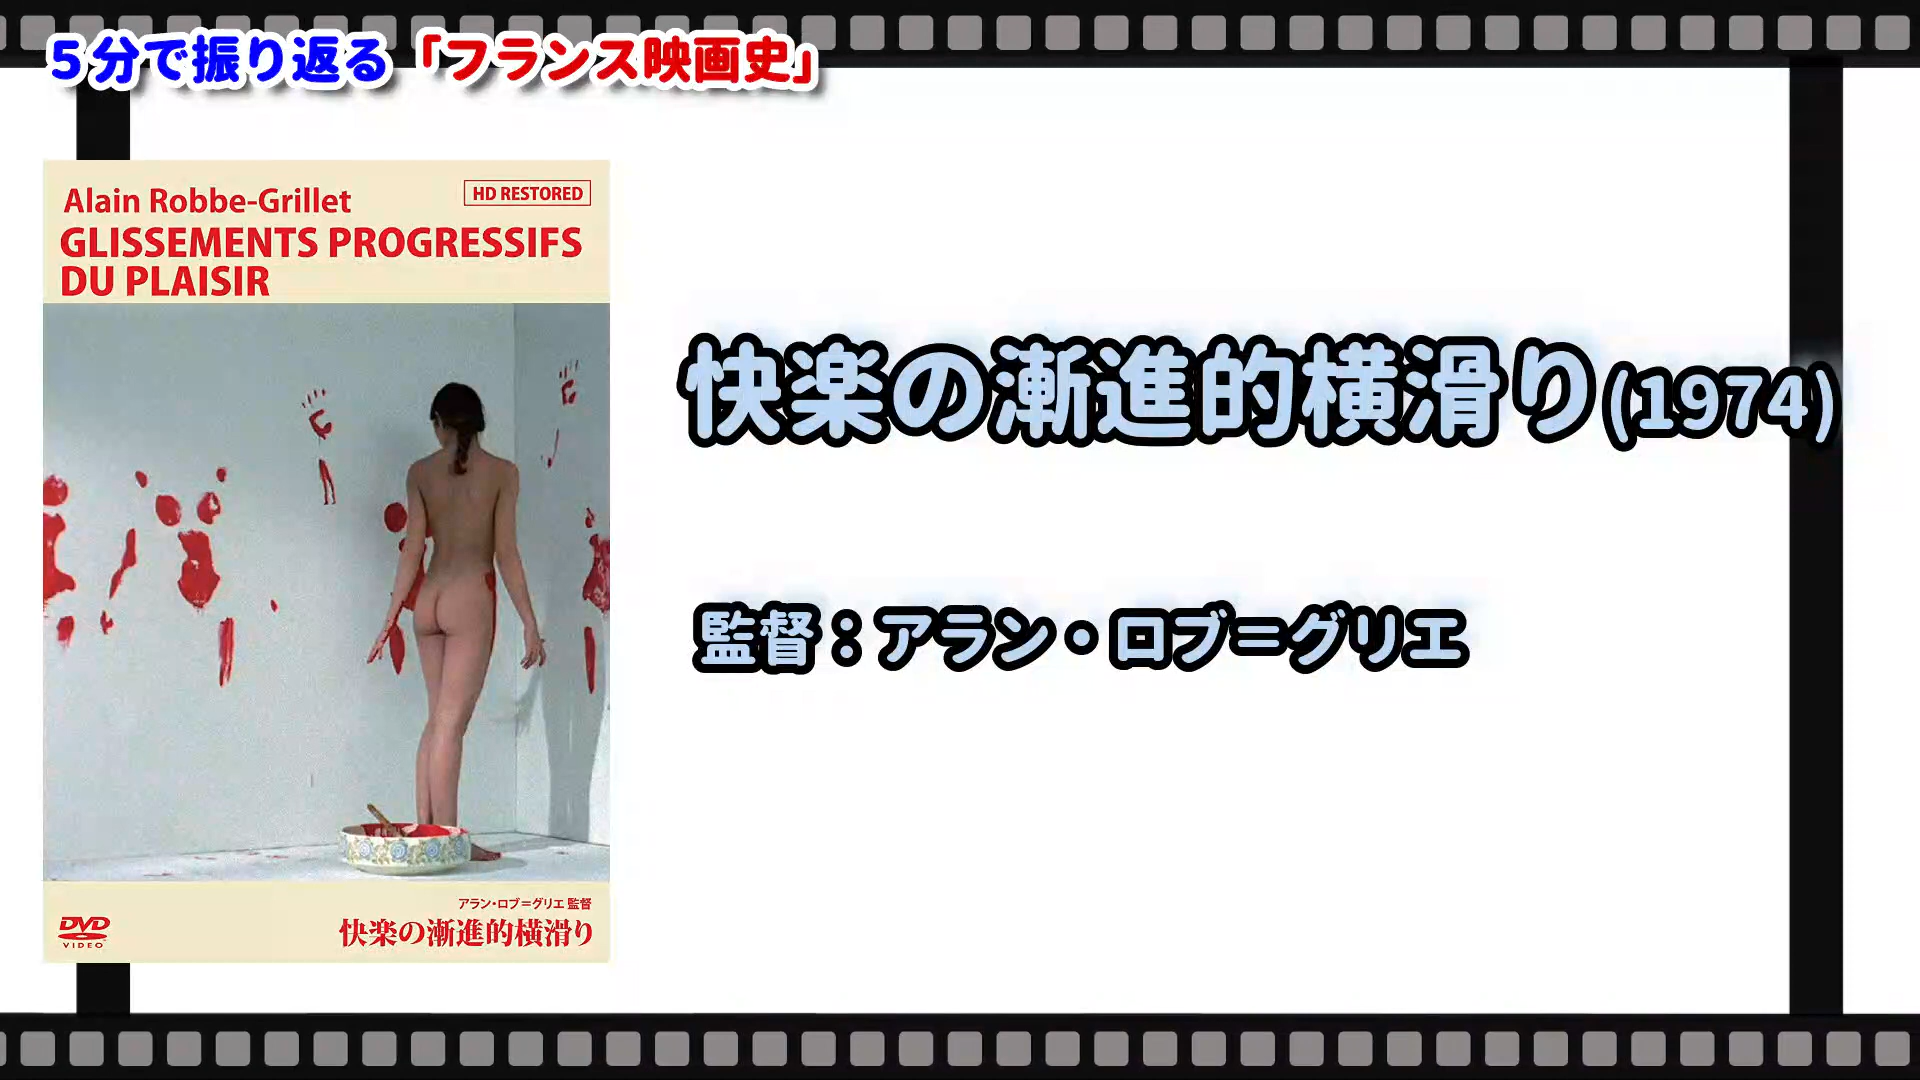 5分で振り返る「フランス映画史」
Alain Robbe-Grillet
HD RESTORED
GLISSEMENTS PROGRESSIFS
DU PLAISIR
快楽の漸進的横滑り(1974)
監督：アラン・ロブ＝グリエ
アラン・ロブ＝グリエ 監督
快楽の漸進的横滑り
DVD
VIDEO